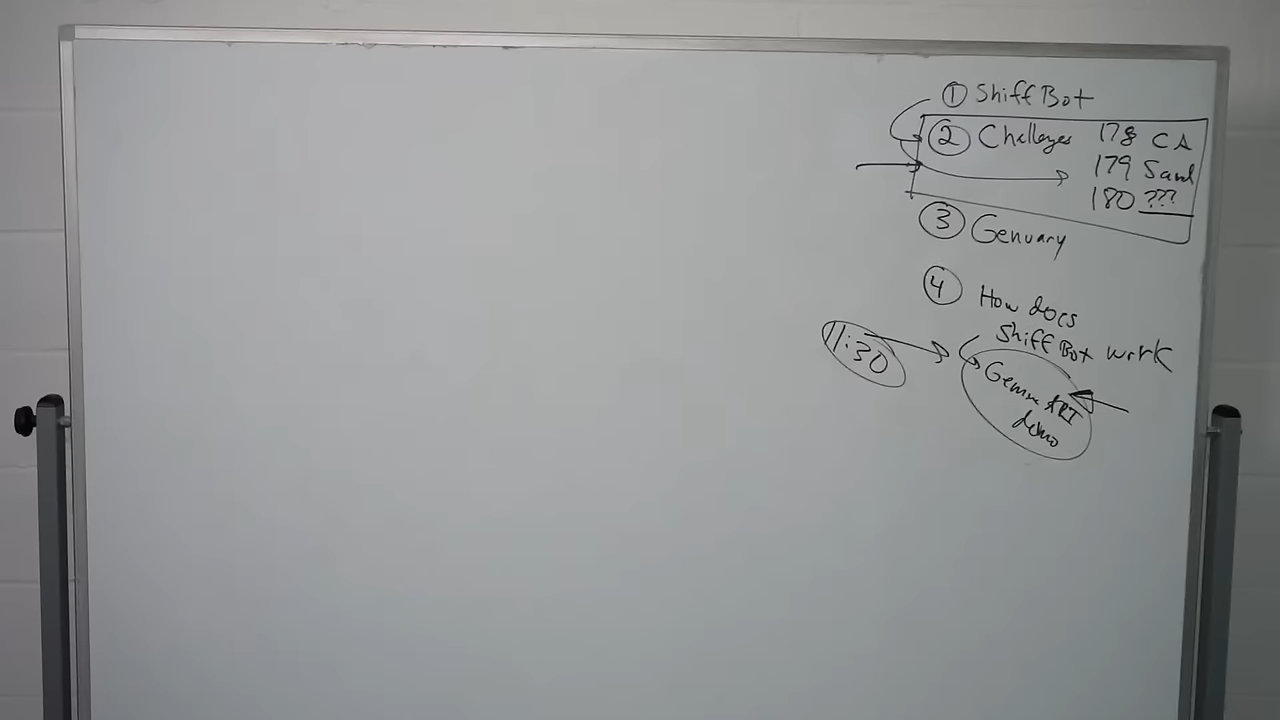 ① Shiff Bot
② Challenges 178 CA
179 Sand
180 ???
③ Genuary
④ How does
Shiff Bot work
11:30
API
demo